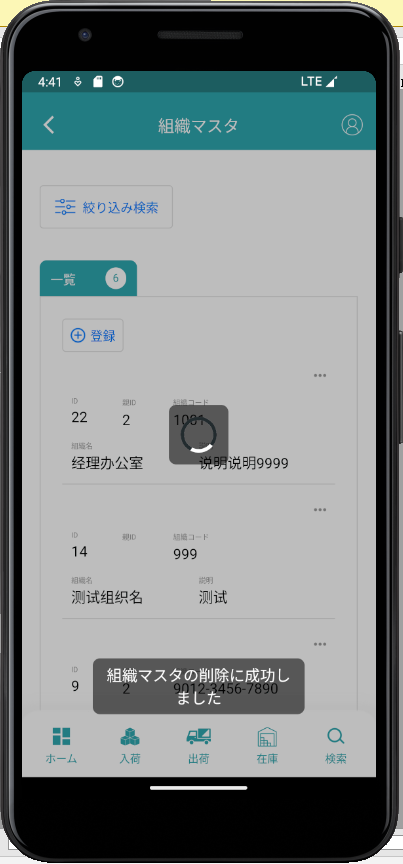 4:41 LTE
組織マスタ
絞り込み検索
一覧 6
登録
ID 親ID 組織コード
22 2 1081
組織名
经理办公室 说明说明9999
ID 親ID 組織コード
14 999
組織名 説明
测试组织名 测试
ID
9 2 9012-3456-7890
組織マスタの削除に成功し
ました
ホーム 入荷 出荷 在庫 検索